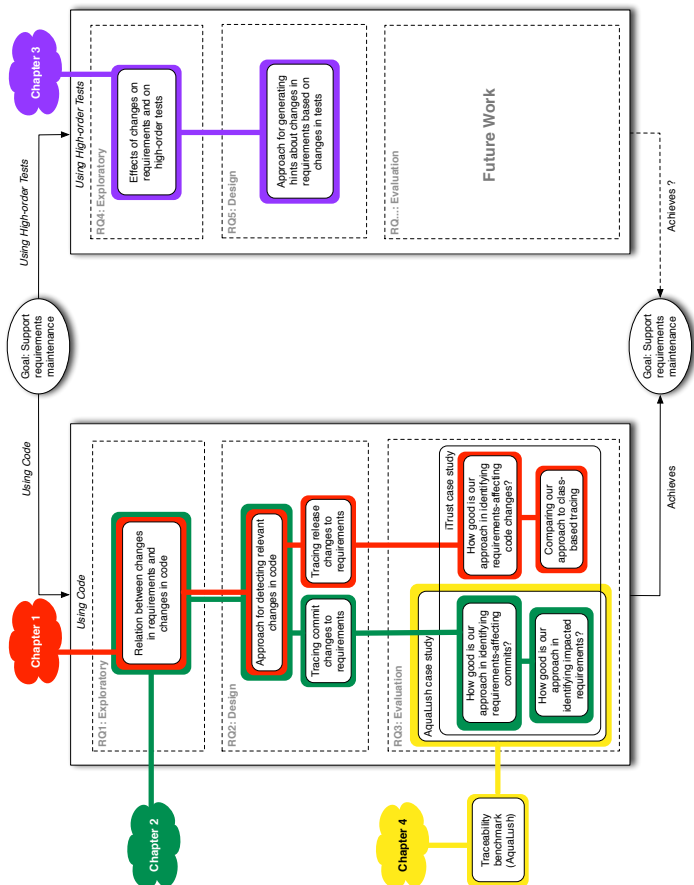 Chapter 1
Chapter 2
Chapter 3
Chapter 4
Goal: Support
requirements
maintenance
Using Code
Using High-order Tests
Using Code
RQ1: Exploratory
Relation between changes
in requirements and
changes in code
RQ2: Design
Approach for detecting relevant
changes in code
Tracing commit
changes to
requirements
Tracing release
changes to
requirements
RQ3: Evaluation
AquaLush case study
How good is our
approach in identifying
requirements-affecting
commits?
How good is our
approach in
identifying impacted
requirements?
iTrust case study
How good is our
approach in identifying
requirements-affecting
code changes?
Comparing our
approach to class-
based tracing
Traceability
benchmark
(AquaLush)
Using High-order Tests
RQ4: Exploratory
Effects of changes on
requirements and on
high-order tests
RQ5: Design
Approach for generating
hints about changes in
requirements based on
changes in tests
RQ...: Evaluation
Future Work
Achieves
Achieves ?
Goal: Support
requirements
maintenance